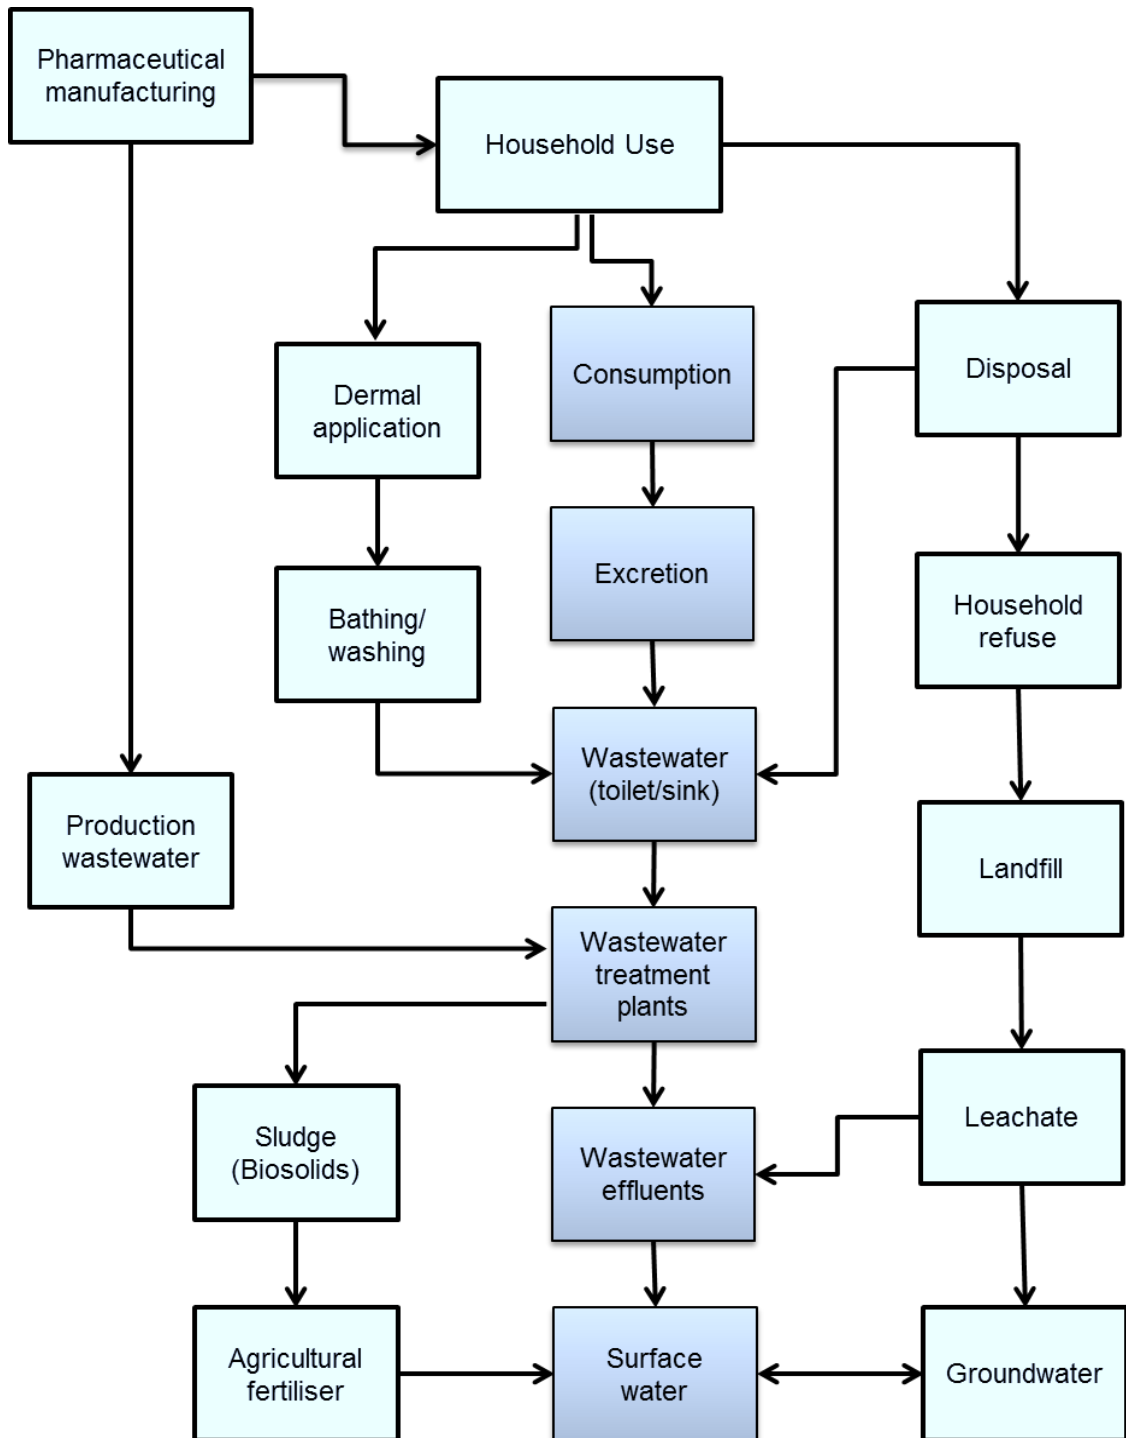 Pharmaceutical
manufacturing
Household Use
Dermal
application
Consumption
Disposal
Bathing/
washing
Excretion
Household
refuse
Production
wastewater
Wastewater
(toilet/sink)
Landfill
Wastewater
treatment
plants
Sludge
(Biosolids)
Wastewater
effluents
Leachate
Agricultural
fertiliser
Surface
water
Groundwater